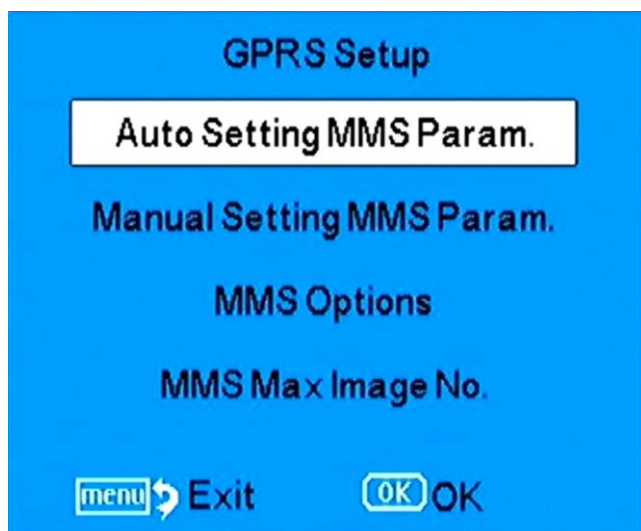 GPRS Setup
Auto Setting MMS Param.
Manual Setting MMS Param.
MMS Options
MMS Max Image No.
menu Exit OK OK